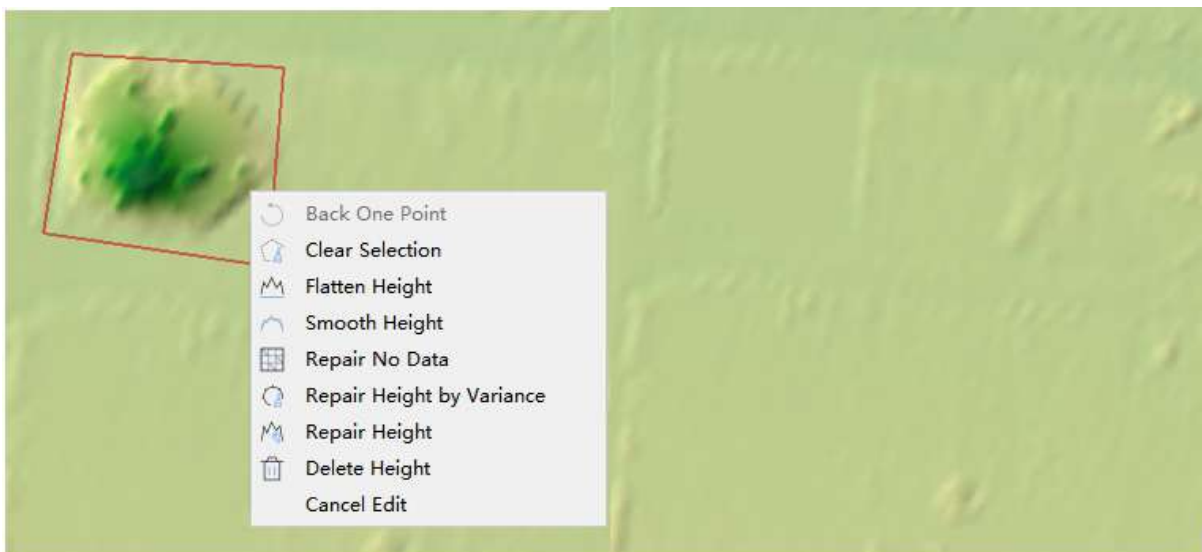 Back One Point
Clear Selection
Flatten Height
Smooth Height
Repair No Data
Repair Height by Variance
Repair Height
Delete Height
Cancel Edit